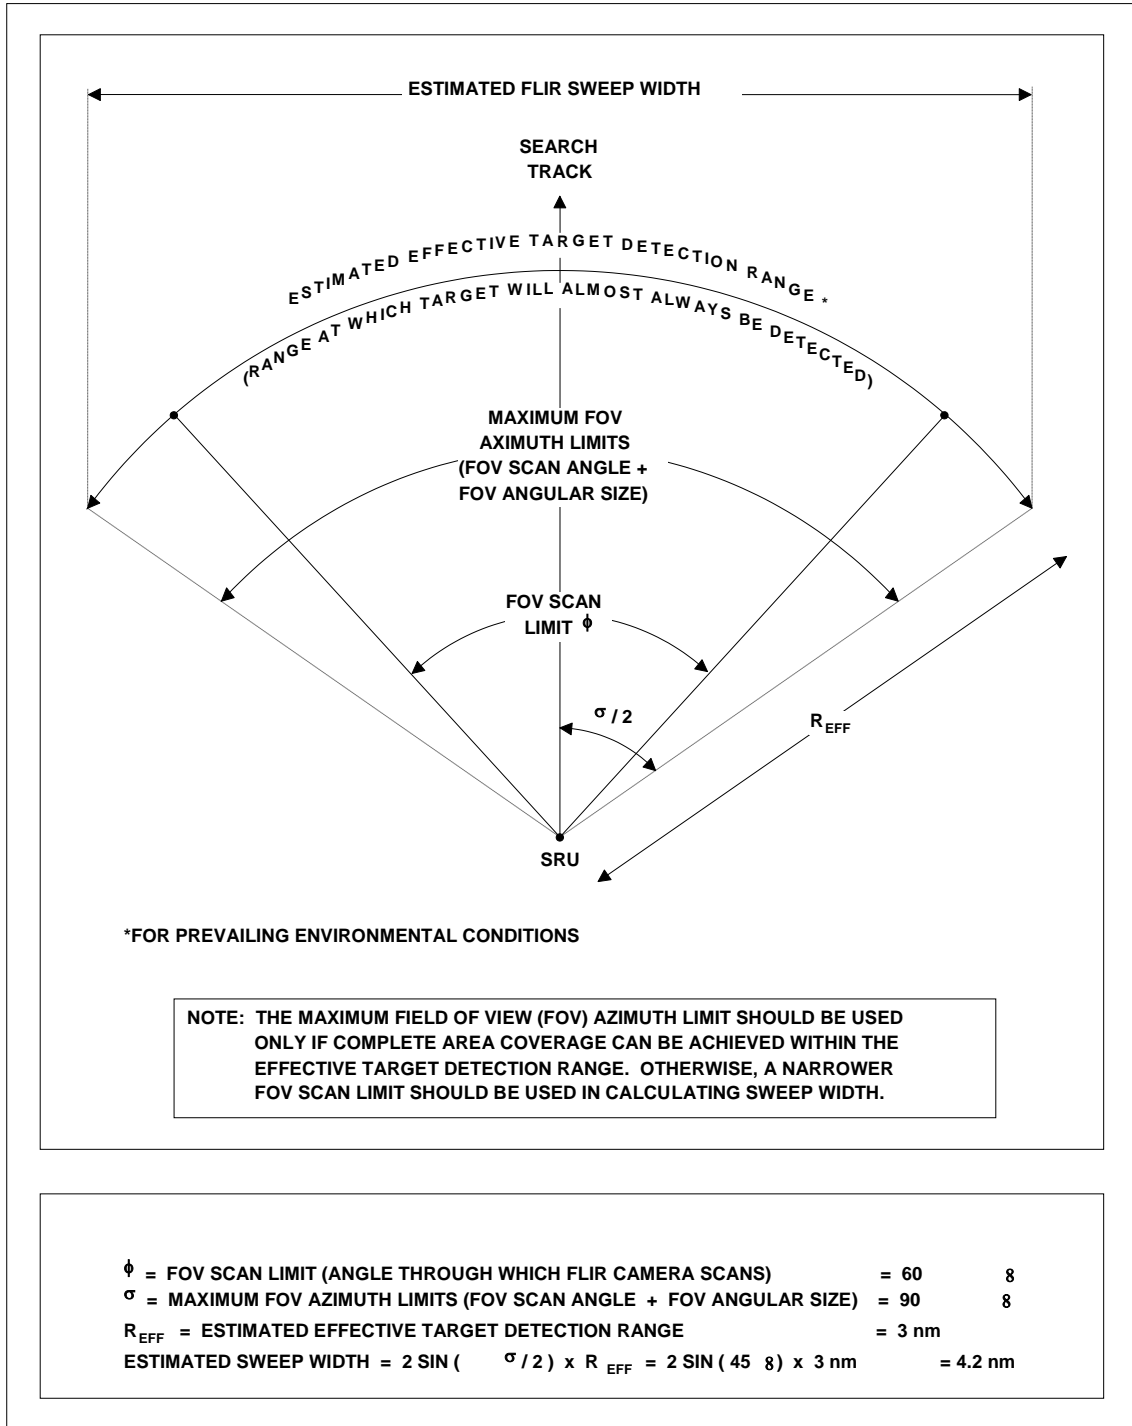 ESTIMATED FLIR SWEEP WIDTH
SEARCH
TRACK
ESTIMATED EFFECTIVE TARGET DETECTION RANGE *
(RANGE AT WHICH TARGET WILL ALMOST ALWAYS BE DETECTED)
MAXIMUM FOV
AXIMUTH LIMITS
(FOV SCAN ANGLE +
FOV ANGULAR SIZE)
FOV SCAN
LIMIT ϕ
σ / 2
R EFF
SRU
*FOR PREVAILING ENVIRONMENTAL CONDITIONS
NOTE: THE MAXIMUM FIELD OF VIEW (FOV) AZIMUTH LIMIT SHOULD BE USED
ONLY IF COMPLETE AREA COVERAGE CAN BE ACHIEVED WITHIN THE
EFFECTIVE TARGET DETECTION RANGE. OTHERWISE, A NARROWER
FOV SCAN LIMIT SHOULD BE USED IN CALCULATING SWEEP WIDTH.
ϕ = FOV SCAN LIMIT (ANGLE THROUGH WHICH FLIR CAMERA SCANS) = 60 8
σ = MAXIMUM FOV AZIMUTH LIMITS (FOV SCAN ANGLE + FOV ANGULAR SIZE) = 90 8
R EFF = ESTIMATED EFFECTIVE TARGET DETECTION RANGE = 3 nm
ESTIMATED SWEEP WIDTH = 2 SIN ( σ / 2 ) x R EFF = 2 SIN ( 45 8 ) x 3 nm = 4.2 nm